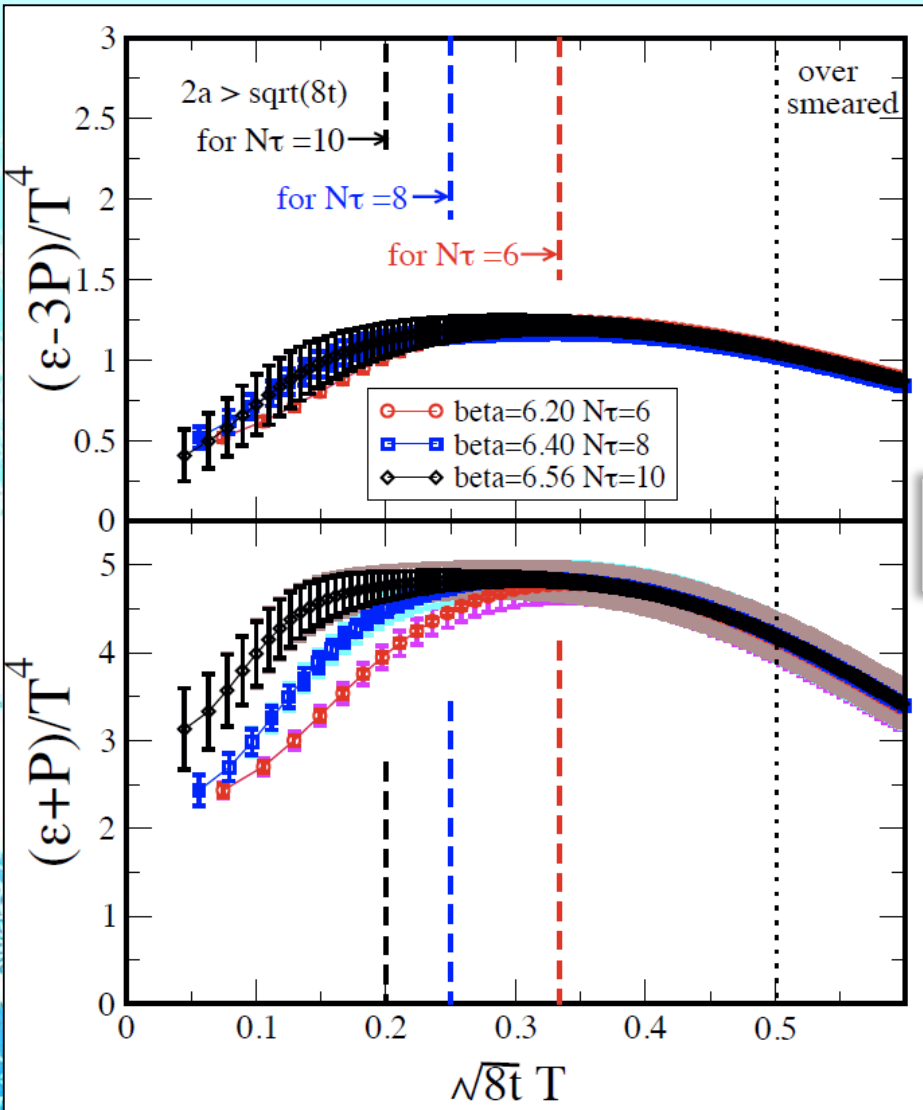 3
2.5
2
1.5
1
0.5
0
(ε-3P)/T^4
2a > sqrt(8t)
for Nτ =10
for Nτ =8
for Nτ =6
over
smeared
beta=6.20 Nτ=6
beta=6.40 Nτ=8
beta=6.56 Nτ=10
5
4
3
2
1
0
(ε+P)/T^4
0
0.1
0.2
0.3
0.4
0.5
√8t T